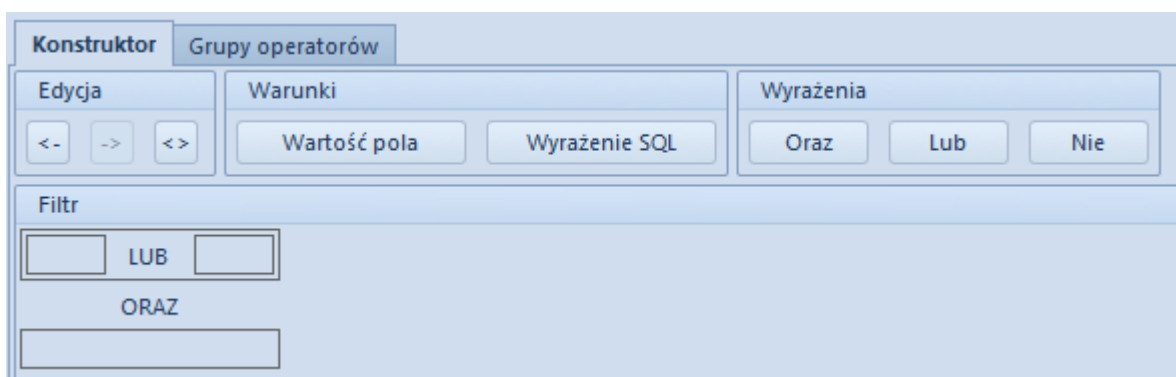 Konstruktor Grupy operatorów
Edycja Warunki Wyrażenia
<- -> <> Wartość pola Wyrażenie SQL Oraz Lub Nie
Filtr
LUB
ORAZ